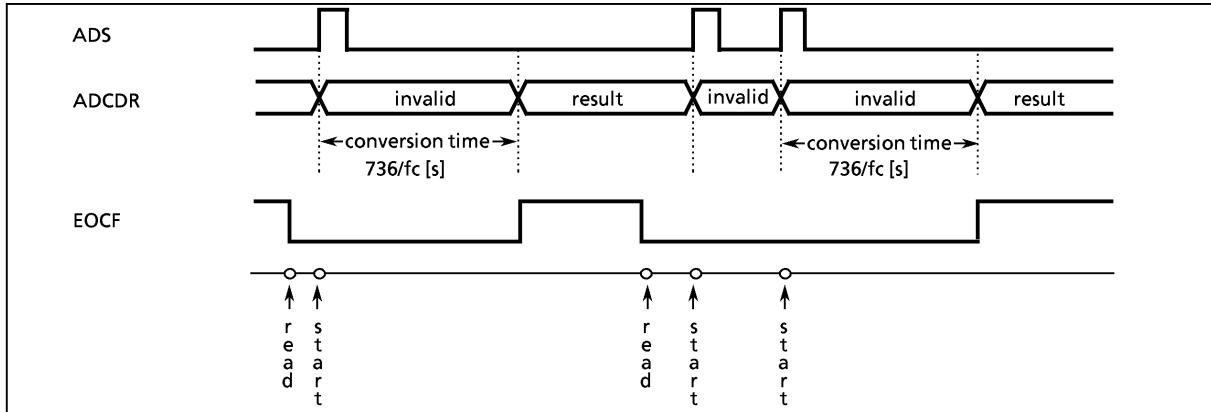 ADS
ADCDR
invalid
result
invalid
invalid
result
conversion time
736/fc [s]
conversion time
736/fc [s]
EOCF
read
start
read
start
start